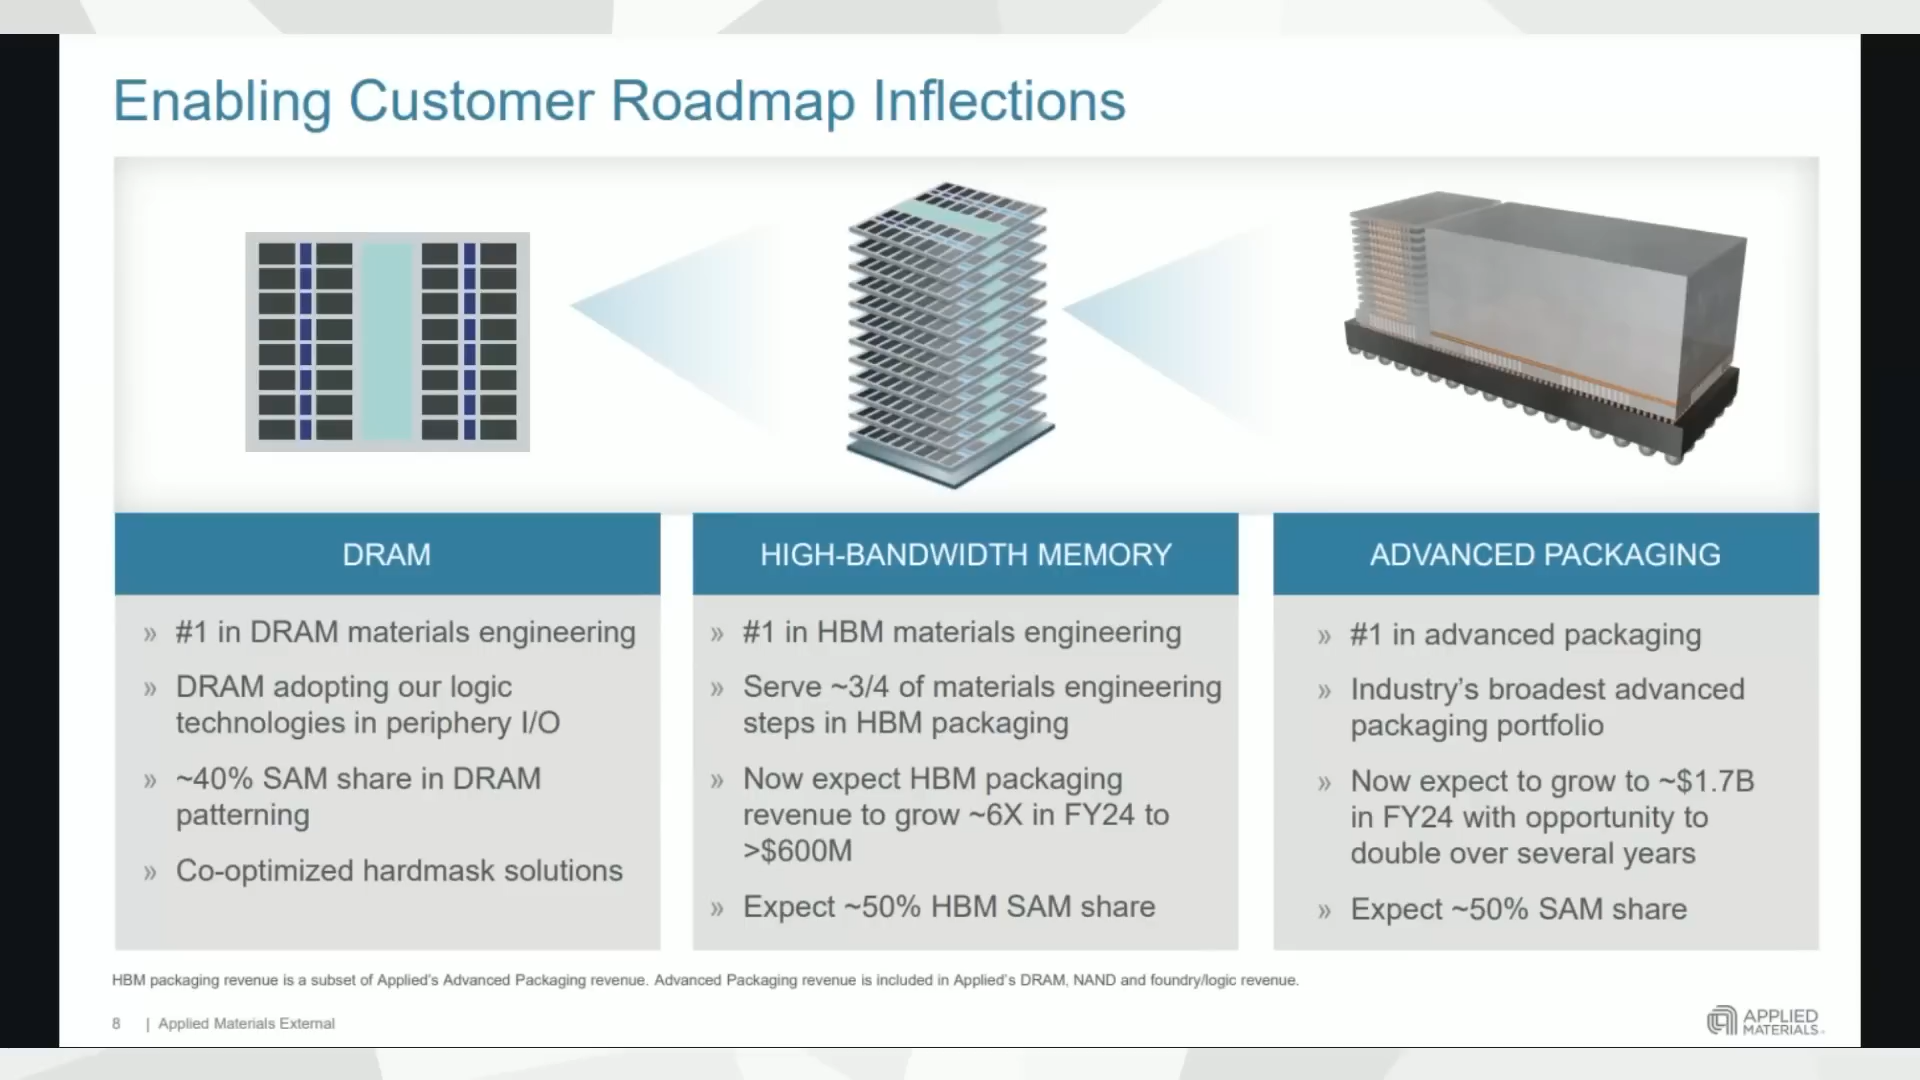 Enabling Customer Roadmap Inflections
DRAM
» #1 in DRAM materials engineering
» DRAM adopting our logic
technologies in periphery I/O
» ~40% SAM share in DRAM
patterning
» Co-optimized hardmask solutions
HIGH-BANDWIDTH MEMORY
» #1 in HBM materials engineering
» Serve ~3/4 of materials engineering
steps in HBM packaging
» Now expect HBM packaging
revenue to grow ~6X in FY24 to
>$600M
» Expect ~50% HBM SAM share
ADVANCED PACKAGING
» #1 in advanced packaging
» Industry's broadest advanced
packaging portfolio
» Now expect to grow to ~$1.7B
in FY24 with opportunity to
double over several years
» Expect ~50% SAM share
HBM packaging revenue is a subset of Applied's Advanced Packaging revenue. Advanced Packaging revenue is included in Applied's DRAM, NAND and foundry/logic revenue.
8 | Applied Materials External
APPLIED
MATERIALS